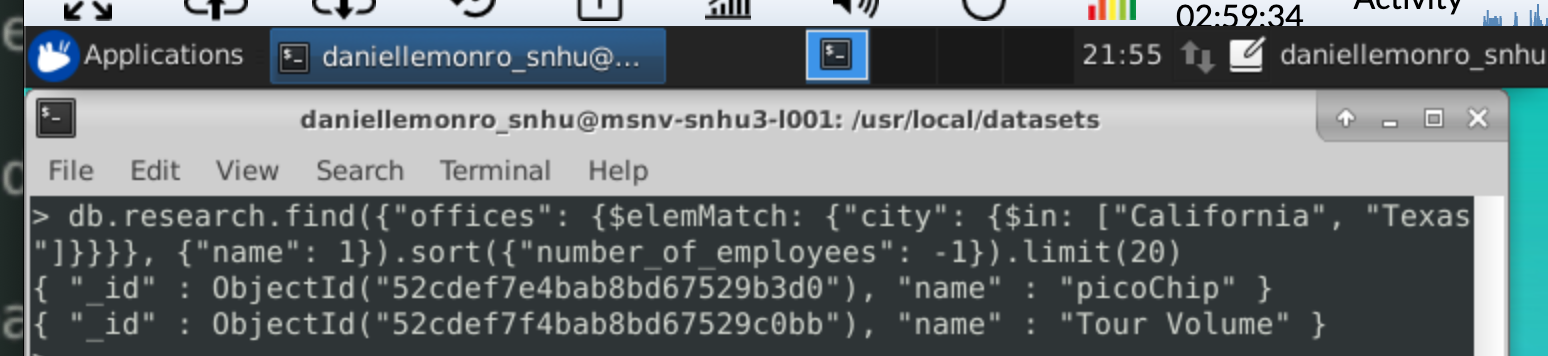 02:59:34
Activity
Applications
daniellemonro_snhu@...
21:55
daniellemonro_snhu
daniellemonro_snhu@msnv-snhu3-l001: /usr/local/datasets
File Edit View Search Terminal Help
> db.research.find({"offices": {$elemMatch: {"city": {$in: ["California", "Texas
"]}}}}, {"name": 1}).sort({"number_of_employees": -1}).limit(20)
{ "_id" : ObjectId("52cdef7e4bab8bd67529b3d0"), "name" : "picoChip" }
{ "_id" : ObjectId("52cdef7f4bab8bd67529c0bb"), "name" : "Tour Volume" }